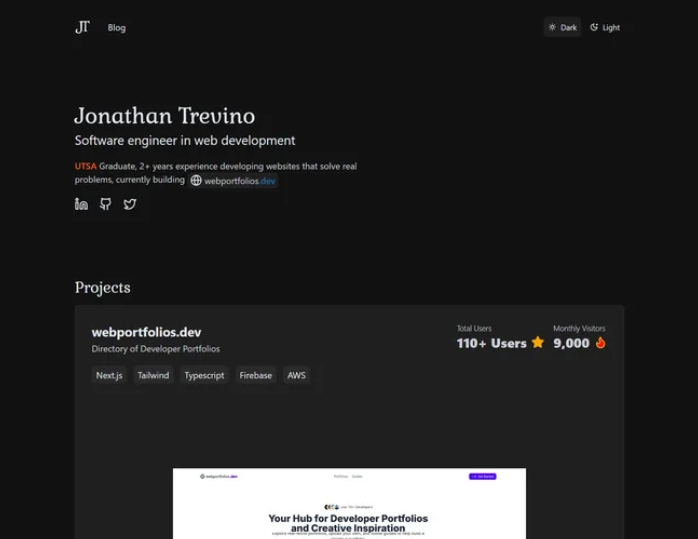 JT Blog Dark Light
Jonathan Trevino
Software engineer in web development
UTSA Graduate, 2+ years experience developing websites that solve real
problems, currently building webportfolios.dev
Projects
webportfolios.dev
Directory of Developer Portfolios
Total Users Monthly Visitors
110+ Users 9,000
Next.js Tailwind Typescript Firebase AWS
webportfolios.dev Portfolios
Your Hub for Developer Portfolios
and Creative Inspiration